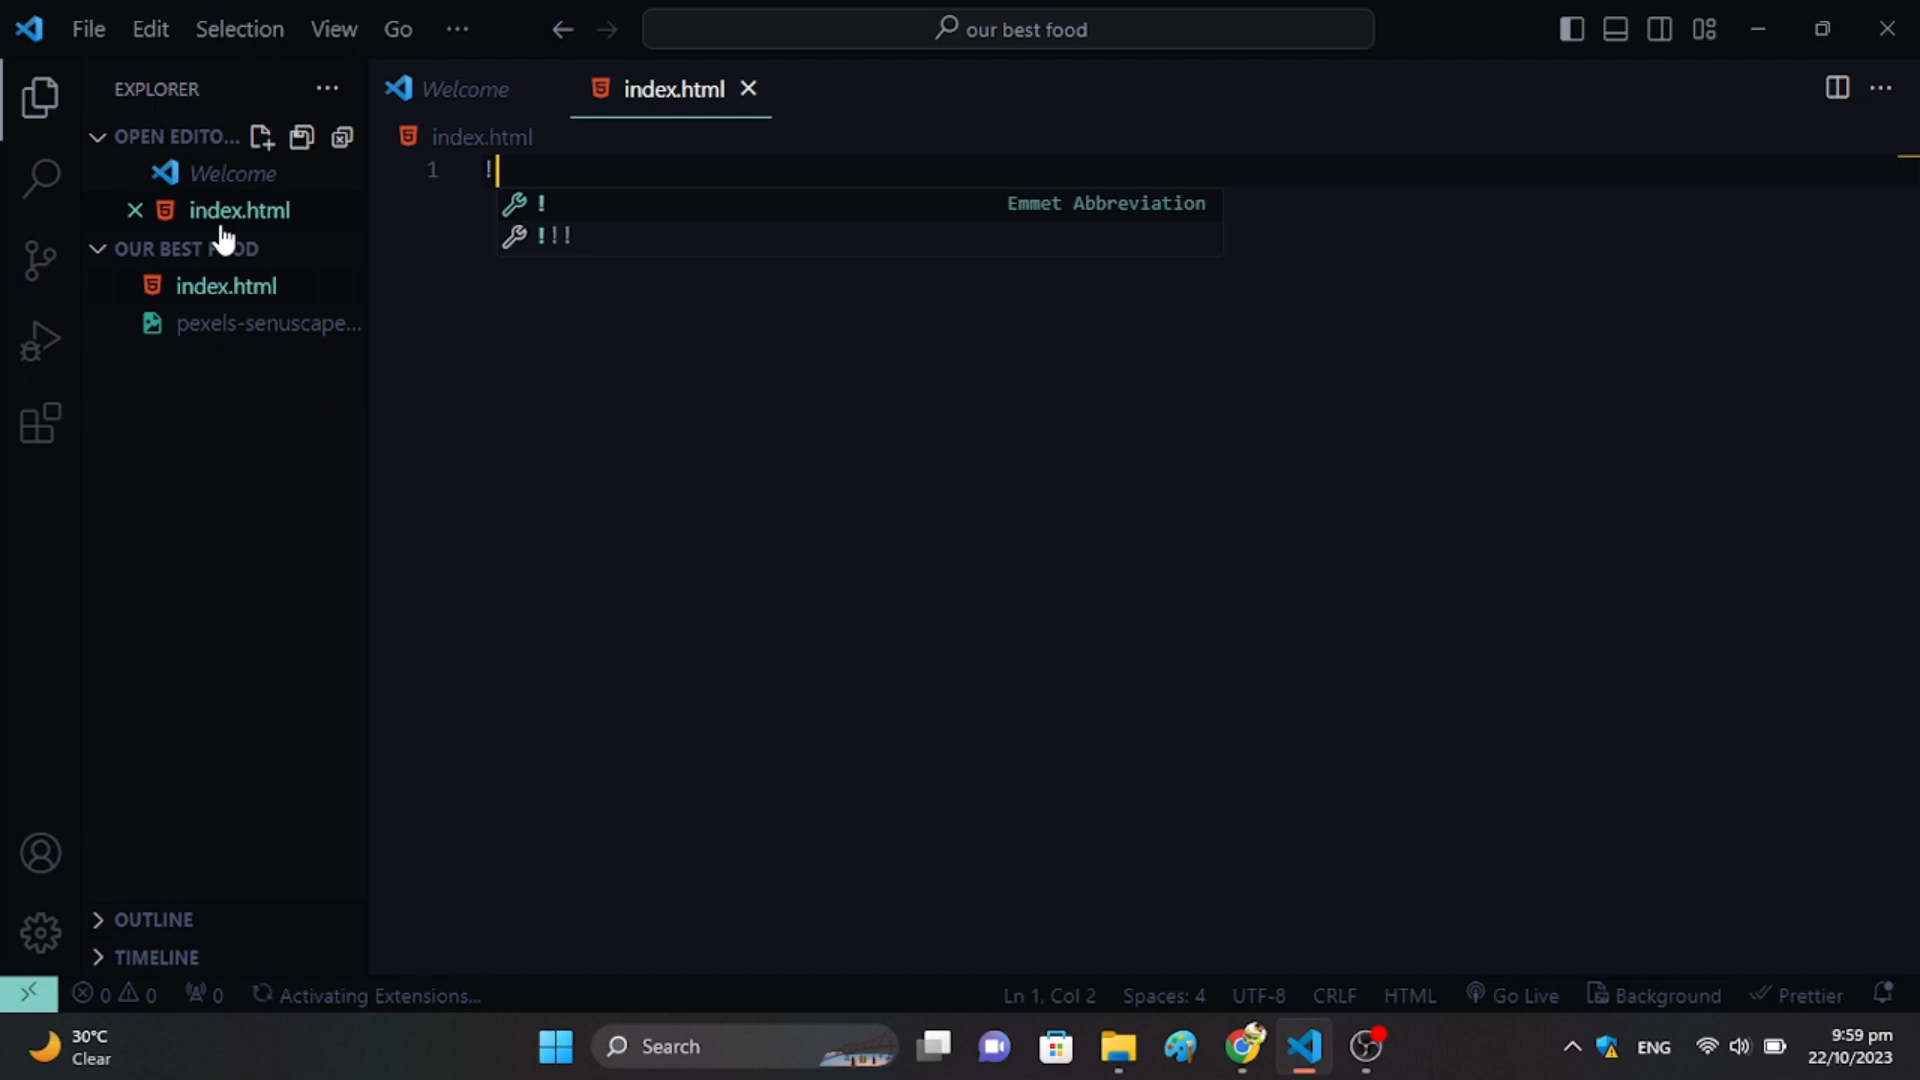 File Edit Selection View Go ···
our best food
EXPLORER ···
OPEN EDITO...
Welcome
index.html
OUR BEST FOOD
index.html
pexels-senuscape...
OUTLINE
TIMELINE
Welcome
index.html
index.html
1 !
! Emmet Abbreviation
!!!
0 0 0 Activating Extensions...
Ln 1, Col 2 Spaces: 4 UTF-8 CRLF HTML Go Live Background Prettier
30°C
Clear
Search
ENG
9:59 pm
22/10/2023